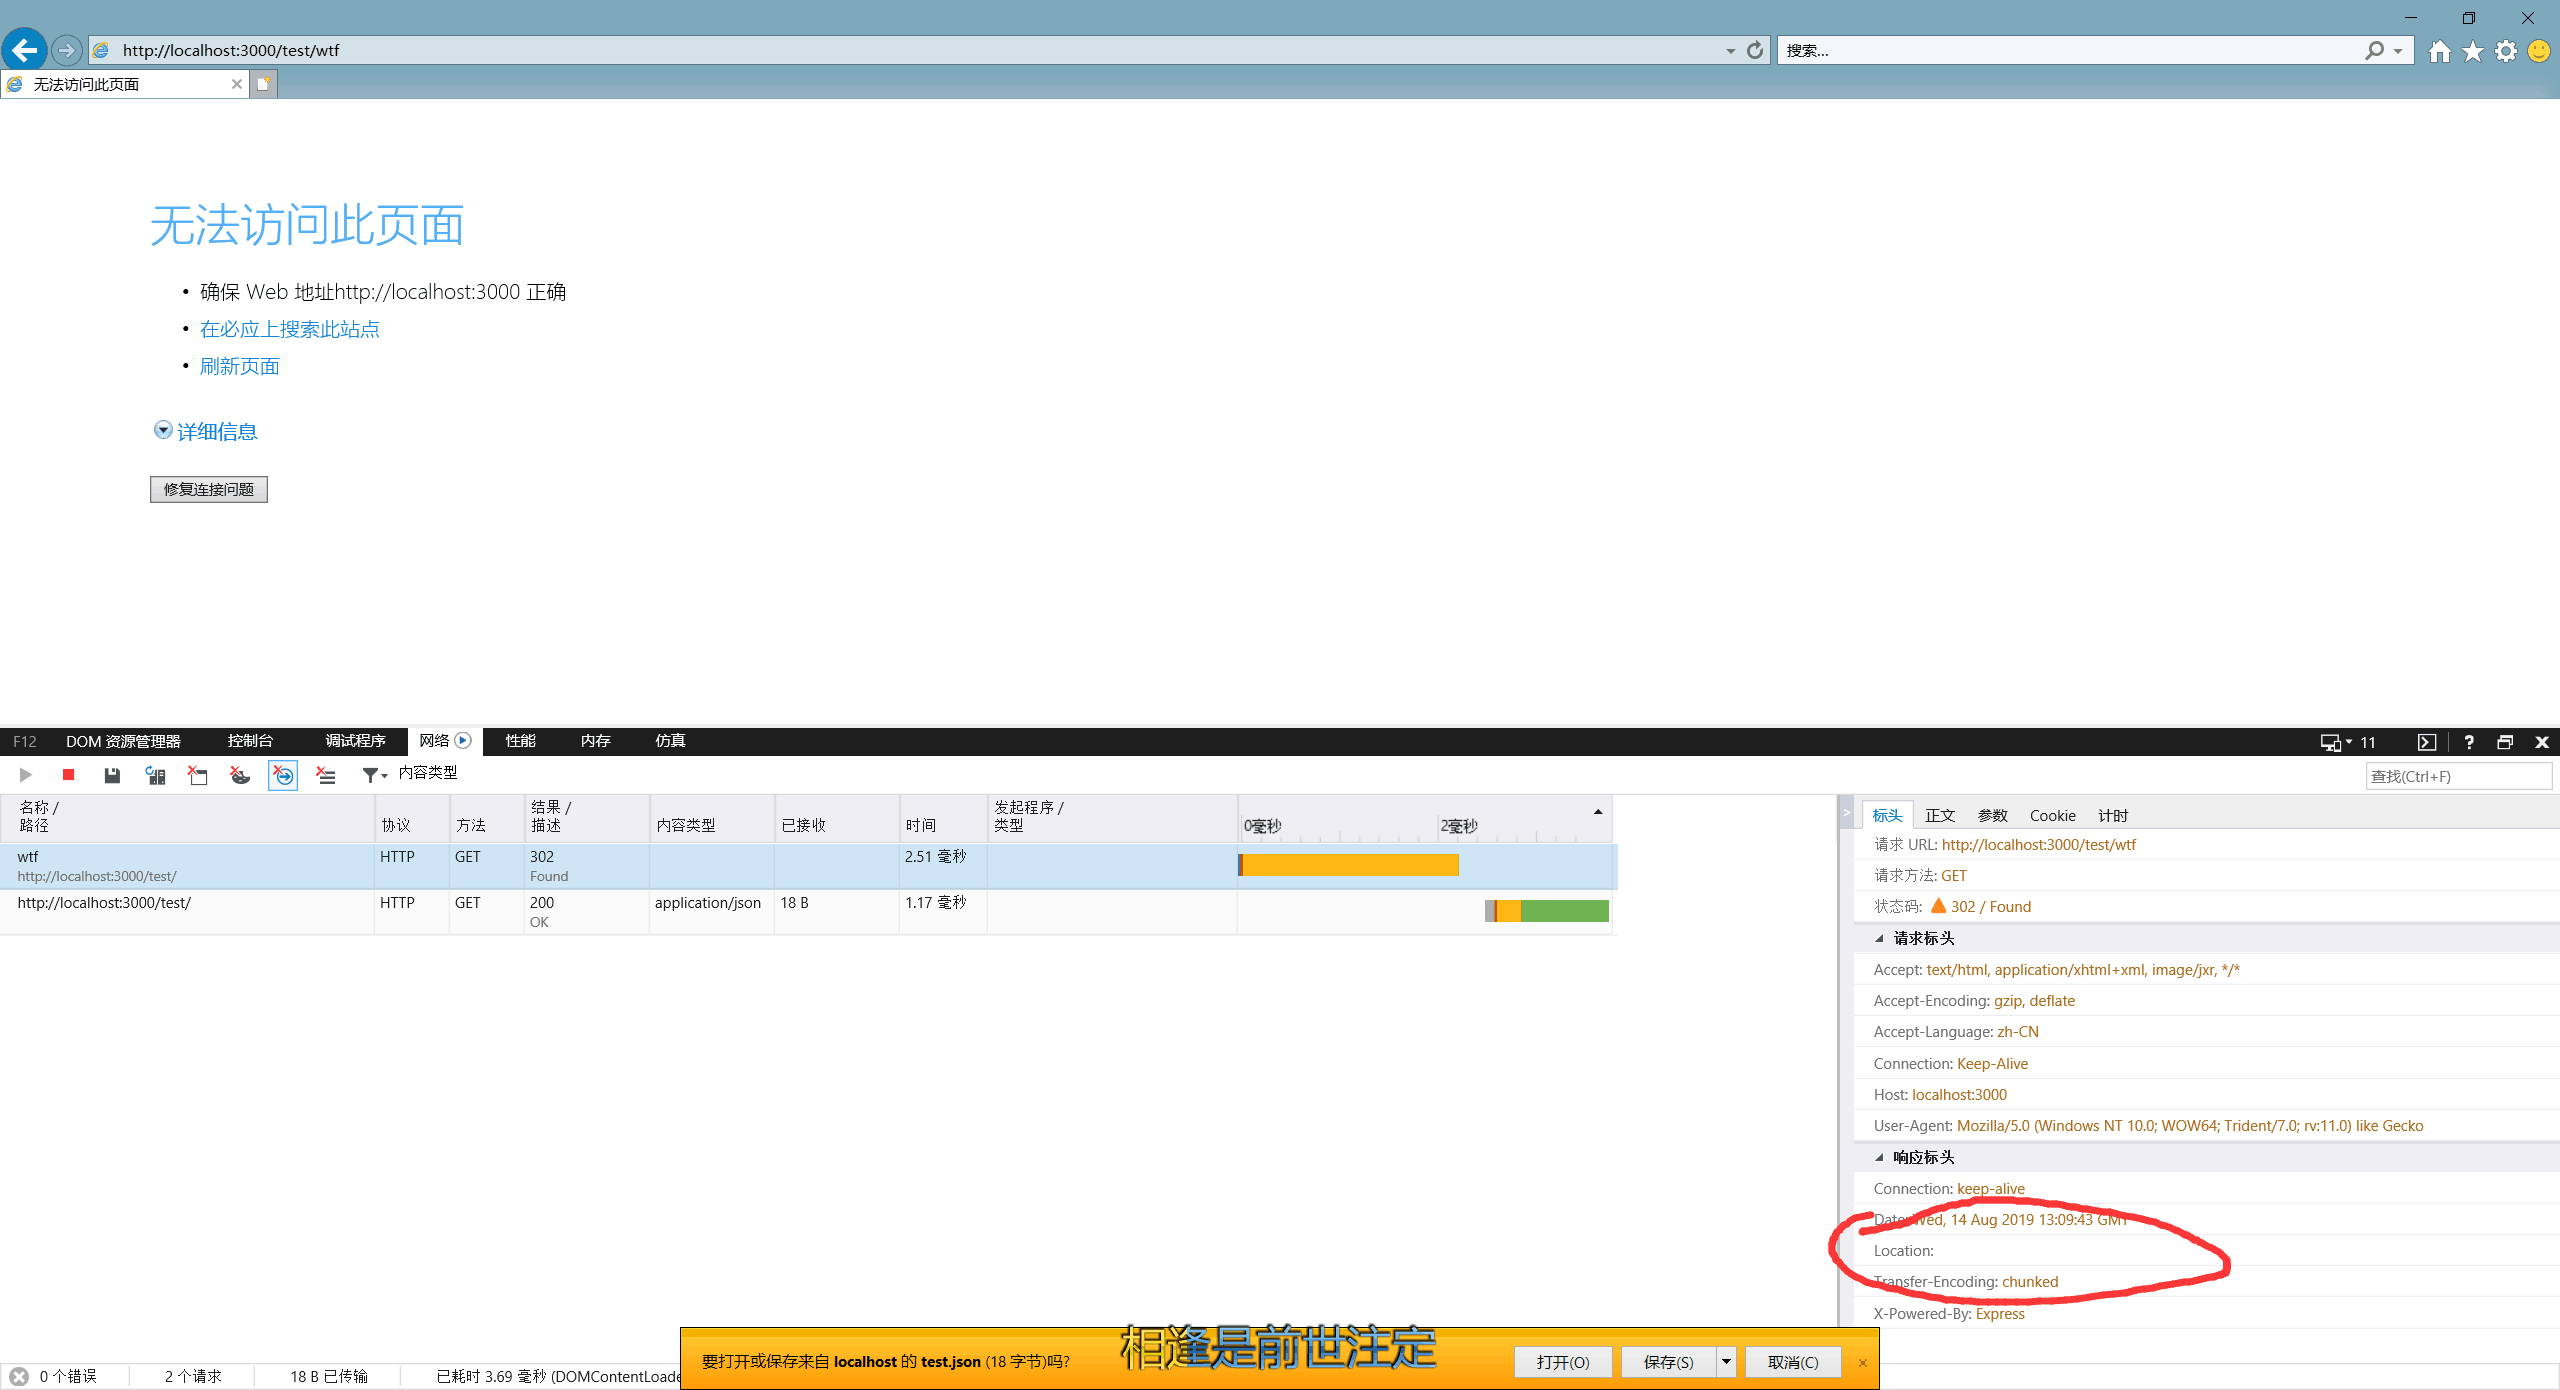 http://localhost:3000/test/wtf
搜索...
无法访问此页面
无法访问此页面
• 确保 Web 地址http://localhost:3000 正确
• 在必应上搜索此站点
• 刷新页面
详细信息
修复连接问题
F12 DOM 资源管理器 控制台 调试程序 网络 性能 内存 仿真 11
内容类型
查找(Ctrl+F)
名称 / 路径 协议 方法 结果 / 描述 内容类型 已接收 时间 发起程序 / 类型 0毫秒 2毫秒
wtf HTTP GET 302 2.51 毫秒
http://localhost:3000/test/ Found
http://localhost:3000/test/ HTTP GET 200 application/json 18 B 1.17 毫秒
OK
标头 正文 参数 Cookie 计时
请求 URL: http://localhost:3000/test/wtf
请求方法: GET
状态码: 302 / Found
请求标头
Accept: text/html, application/xhtml+xml, image/jxr, */*
Accept-Encoding: gzip, deflate
Accept-Language: zh-CN
Connection: Keep-Alive
Host: localhost:3000
User-Agent: Mozilla/5.0 (Windows NT 10.0; WOW64; Trident/7.0; rv:11.0) like Gecko
响应标头
Connection: keep-alive
Date: Wed, 14 Aug 2019 13:09:43 GMT
Location:
Transfer-Encoding: chunked
X-Powered-By: Express
相逢是前世注定
要打开或保存来自 localhost 的 test.json (18 字节)吗?
打开(O) 保存(S) 取消(C)
0 个错误 2 个请求 18 B 已传输 已耗时 3.69 毫秒 (DOMContentLoade